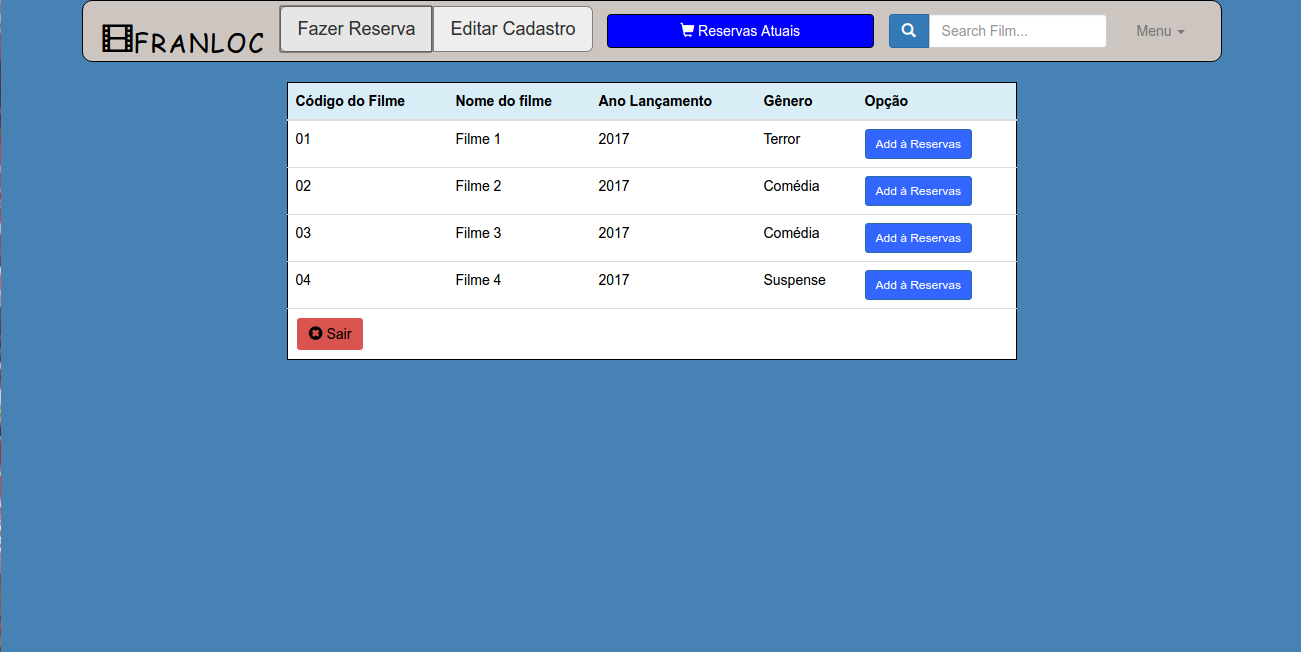 FRANLOC Fazer Reserva Editar Cadastro Reservas Atuais Search Film... Menu
Código do Filme Nome do filme Ano Lançamento Gênero Opção
01 Filme 1 2017 Terror Add à Reservas
02 Filme 2 2017 Comédia Add à Reservas
03 Filme 3 2017 Comédia Add à Reservas
04 Filme 4 2017 Suspense Add à Reservas
Sair